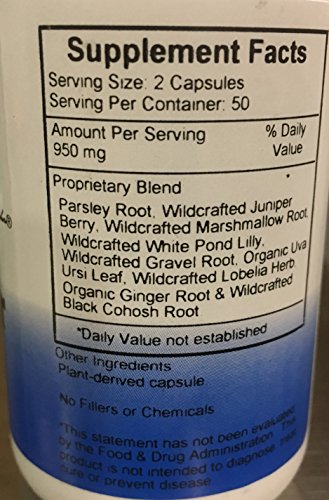 Supplement Facts
Serving Size: 2 Capsules
Serving Per Container: 50
Amount Per Serving % Daily
950 mg Value
Proprietary Blend *
Parsley Root, Wildcrafted Juniper
Berry, Wildcrafted Marshmallow Root,
Wildcrafted White Pond Lilly,
Wildcrafted Gravel Root, Organic Uva
Ursi Leaf, Wildcrafted Lobelia Herb
Organic Ginger Root & Wildcrafted
Black Cohosh Root
*Daily Value not established
Other Ingredients
Plant-derived capsule
No Fillers or Chemicals
*This statement has not been evaluated
by the Food & Drug Administration. This
product is not intended to diagnose, treat,
cure or prevent disease